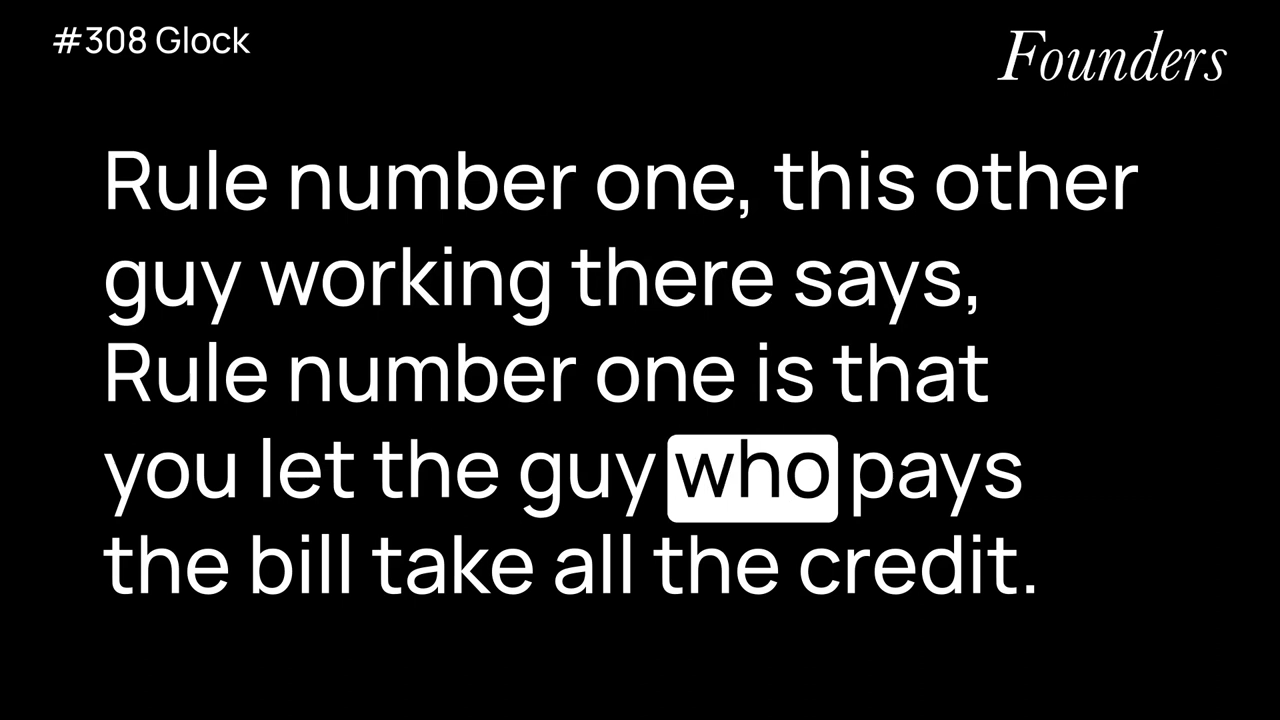 #308 Glock
Founders
Rule number one, this other
guy working there says,
Rule number one is that
you let the guy who pays
the bill take all the credit.